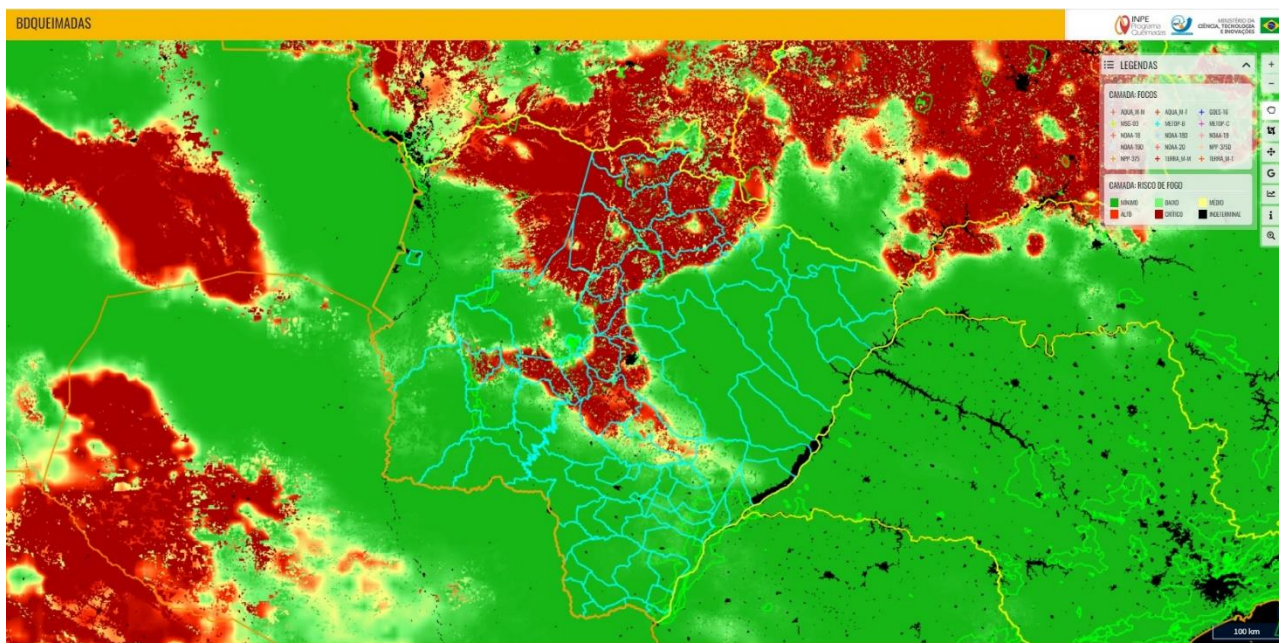 BDQUEIMADAS
INPE
Programa
Queimadas
MINISTÉRIO DA
CIÊNCIA, TECNOLOGIA
E INOVAÇÕES
LEGENDAS
CAMADA: FOCOS
AQUA_M-M AQUA_M-T GOES-16
MSG-03 METOP-B METOP-C
NOAA-18 NOAA-18D NOAA-19
NOAA-19D NOAA-20 NPP-375D
NPP-375 TERRA_M-M TERRA_M-T
CAMADA: RISCO DE FOGO
MÍNIMO BAIXO MÉDIO
ALTO CRÍTICO
100 km